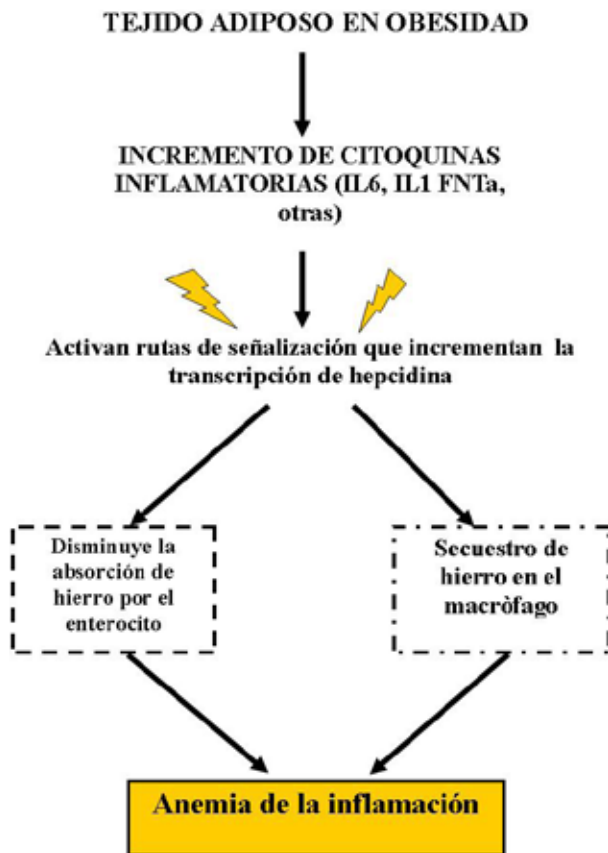 TEJIDO ADIPOSO EN OBESIDAD
INCREMENTO DE CITOQUINAS
INFLAMATORIAS (IL6, IL1 FNTa,
otras)
Activan rutas de señalización que incrementan la
transcripción de hepcidina
Disminuye la
absorción de
hierro por el
enterocito
Secuestro de
hierro en el
macròfago
Anemia de la inflamación